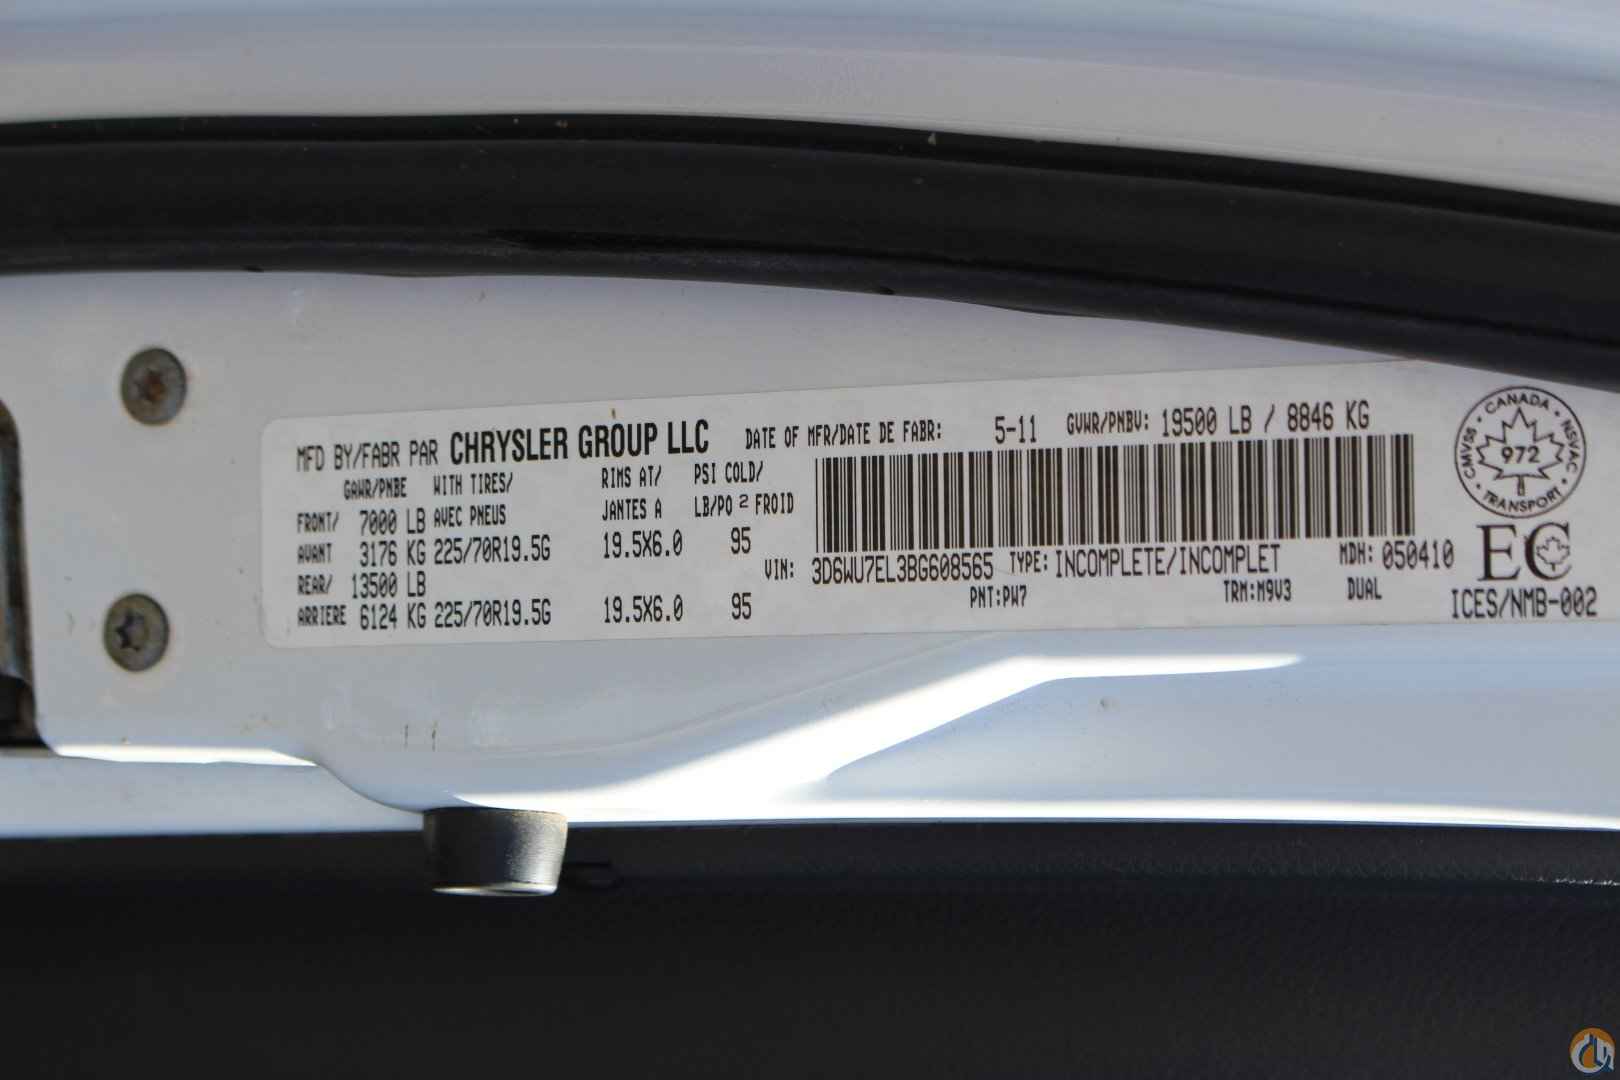 MFD BY/FABR PAR CHRYSLER GROUP LLC DATE OF MFR/DATE DE FABR: 5-11 GVWR/PNBV: 19500 LB / 8846 KG
GAWR/PNBE WITH TIRES/ RIMS AT/ PSI COLD/
AVEC PNEUS JANTES A LB/PO 2 FROID
FRONT/ 7000 LB
AVANT 3176 KG 225/70R19.5G 19.5X6.0 95
REAR/ 13500 LB
ARRIERE 6124 KG 225/70R19.5G 19.5X6.0 95
VIN: 3D6WU7EL3BG608565 TYPE: INCOMPLETE/INCOMPLET MDH: 050410
PNT:PW7 TRM:M9V3 DUAL
CANADA
CMVSS • NSVAC
972
TRANSPORT
EC
ICES/NMB-002